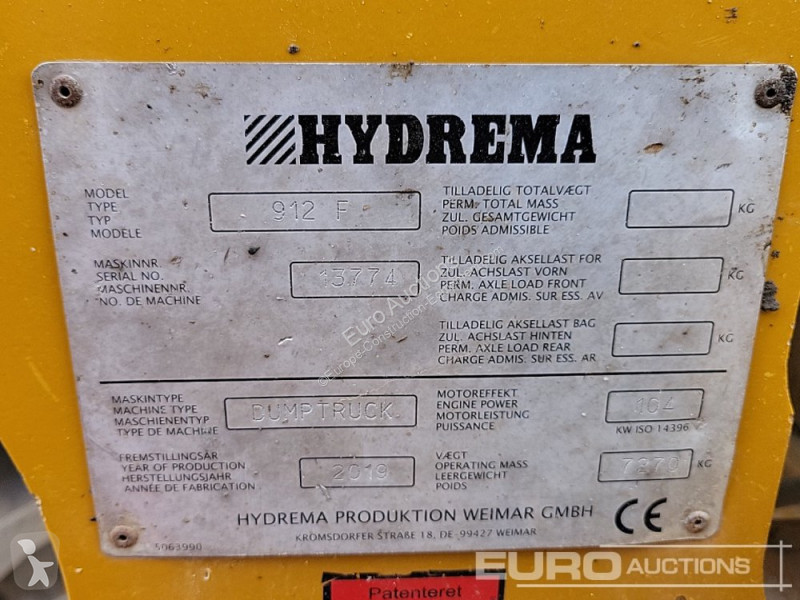 HYDREMA
MODEL
TYPE
TYP
MODELE
912 F
TILLADELIG TOTALVÆGT
PERM. TOTAL MASS
ZUL. GESAMTGEWICHT
POIDS ADMISSIBLE
KG
MASKINNR.
SERIAL NO.
MASCHINENNR.
NO. DE MACHINE
13774
TILLADELIG AKSELLAST FOR
ZUL. ACHSLAST VORN
PERM. AXLE LOAD FRONT
CHARGE ADMIS. SUR ESS. AV
KG
TILLADELIG AKSELLAST BAG
ZUL. ACHSLAST HINTEN
PERM. AXLE LOAD REAR
CHARGE ADMIS. SUR ESS. AR
KG
MASKINTYPE
MACHINE TYPE
MASCHIENENTYP
TYPE DE MACHINE
DUMPTRUCK
MOTOREFFEKT
ENGINE POWER
MOTORLEISTUNG
PUISSANCE
104
KW ISO 14396
FREMSTILLINGSÅR
YEAR OF PRODUCTION
HERSTELLUNGSJAHR
ANNÉE DE FABRICATION
2019
VÆGT
OPERATING MASS
LEERGEWICHT
POIDS
7270
KG
HYDREMA PRODUKTION WEIMAR GMBH
KROMSDORFER STRAßE 18, DE-99427 WEIMAR
CE
5063990
Patenteret
EURO AUCTIONS